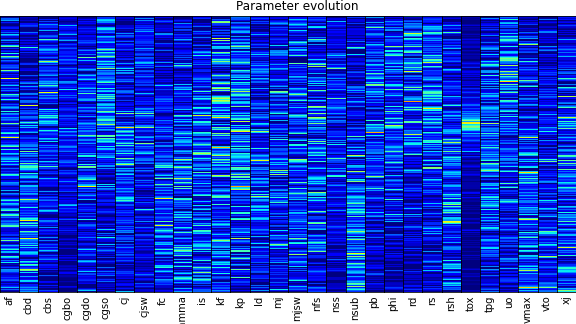 Parameter evolution
af
cbd
cbs
cgbo
cgdo
cgso
cj
cjsw
fc
mma
is
kf
kp
ld
mj
mjsw
nfs
nss
nsub
pb
phi
rd
rs
rsh
tox
tpg
uo
vmax
vto
xj